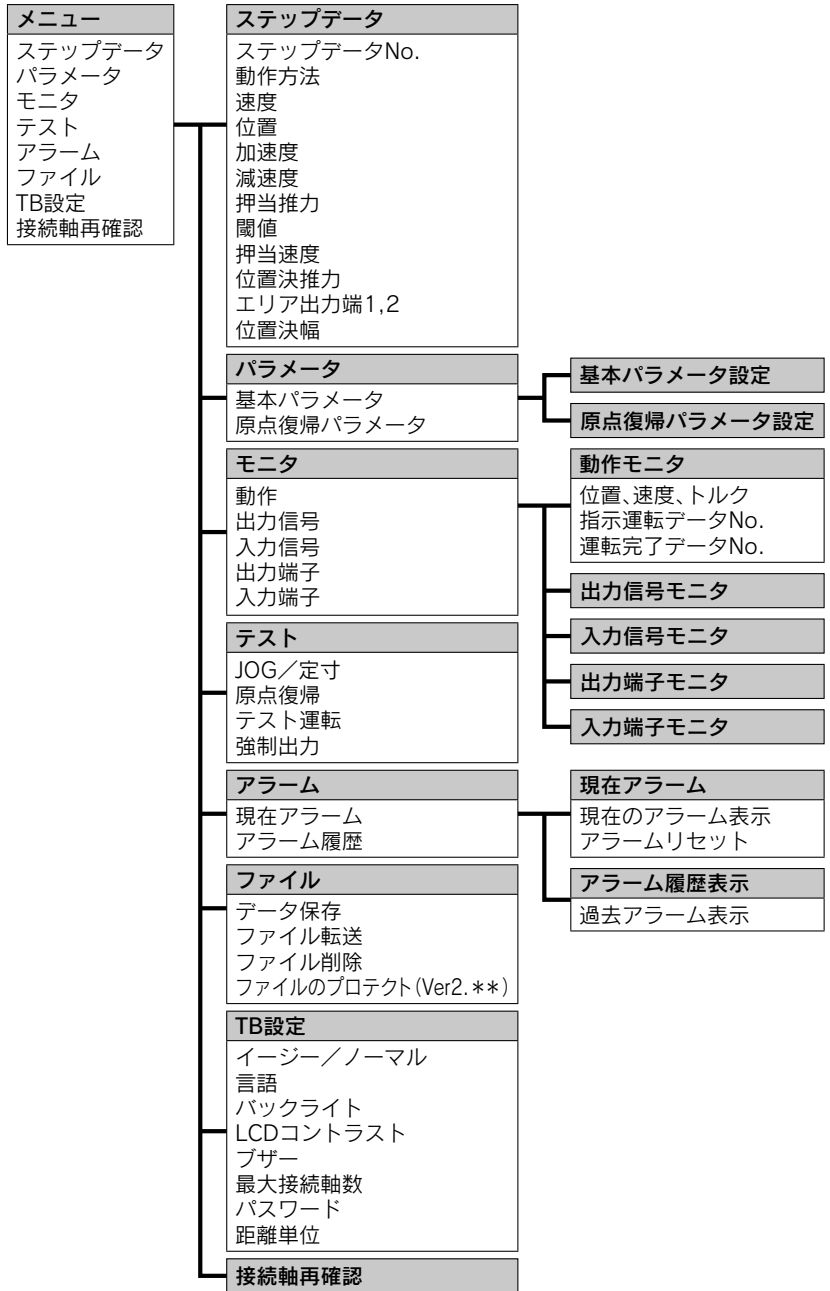 メニュー
ステップデータ
パラメータ
モニタ
テスト
アラーム
ファイル
TB設定
接続軸再確認
ステップデータ
ステップデータNo.
動作方法
速度
位置
加速度
減速度
押当推力
閾値
押当速度
位置決推力
エリア出力端1,2
位置決幅
パラメータ
基本パラメータ
原点復帰パラメータ
基本パラメータ設定
原点復帰パラメータ設定
モニタ
動作
出力信号
入力信号
出力端子
入力端子
動作モニタ
位置、速度、トルク
指示運転データNo.
運転完了データNo.
出力信号モニタ
入力信号モニタ
出力端子モニタ
入力端子モニタ
テスト
JOG／定寸
原点復帰
テスト運転
強制出力
アラーム
現在アラーム
アラーム履歴
現在アラーム
現在のアラーム表示
アラームリセット
アラーム履歴表示
過去アラーム表示
ファイル
データ保存
ファイル転送
ファイル削除
ファイルのプロテクト(Ver2.＊＊)
TB設定
イージー／ノーマル
言語
バックライト
LCDコントラスト
ブザー
最大接続軸数
パスワード
距離単位
接続軸再確認